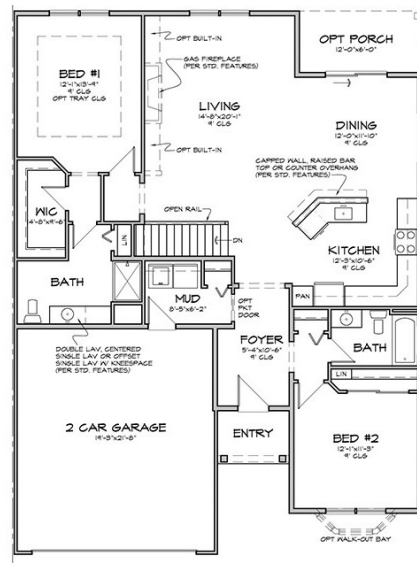 OPT BUILT-IN
OPT PORCH
12'-0"x6'-0"
GAS FIREPLACE
(PER STD. FEATURES)
BED #1
12'-1"x13'-9"
9' CLG
OPT TRAY CLG
LIVING
14'-8"x20'-1"
9' CLG
DINING
12'-0"x11'-10"
9' CLG
OPT BUILT-IN
CAPPED WALL, RAISED BAR
TOP OR COUNTER OVERHANG
(PER STD. FEATURES)
WIC
4'-8"x9'-6"
OPEN RAIL
LIN
DN
KITCHEN
12'-3"x10'-6"
9' CLG
BATH
MUD
8'-5"x6'-2"
OPT
PKT
DOOR
PAN
FOYER
5'-4"x10'-6"
9' CLG
BATH
LIN
DOUBLE LAV, CENTERED
SINGLE LAV OR OFFSET
SINGLE LAV W/ KNEESPACE
(PER STD. FEATURES)
2 CAR GARAGE
19'-3"x21'-8"
ENTRY
BED #2
12'-1"x11'-3"
9' CLG
OPT WALK-OUT BAY